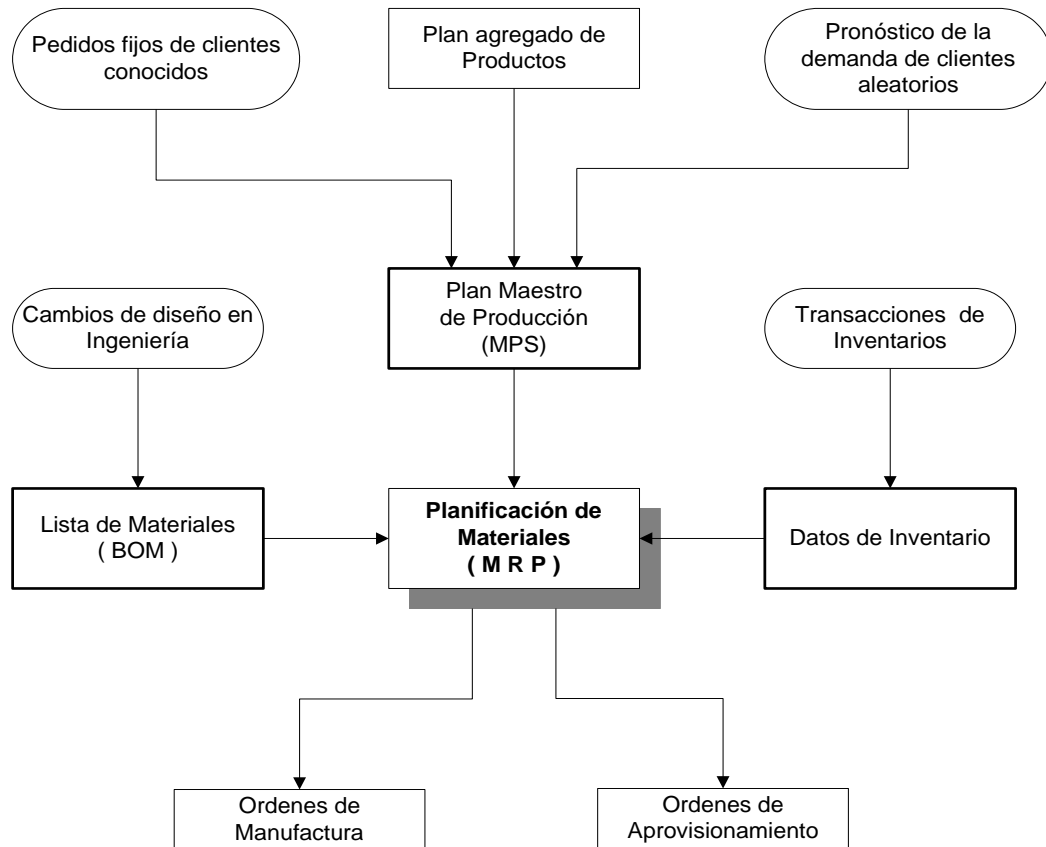 Pedidos fijos de clientes
conocidos
Plan agregado de
Productos
Pronóstico de la
demanda de clientes
aleatorios
Plan Maestro
de Producción
(MPS)
Cambios de diseño en
Ingeniería
Transacciones de
Inventarios
Lista de Materiales
( BOM )
Planificación de
Materiales
( M R P )
Datos de Inventario
Ordenes de
Manufactura
Ordenes de
Aprovisionamiento